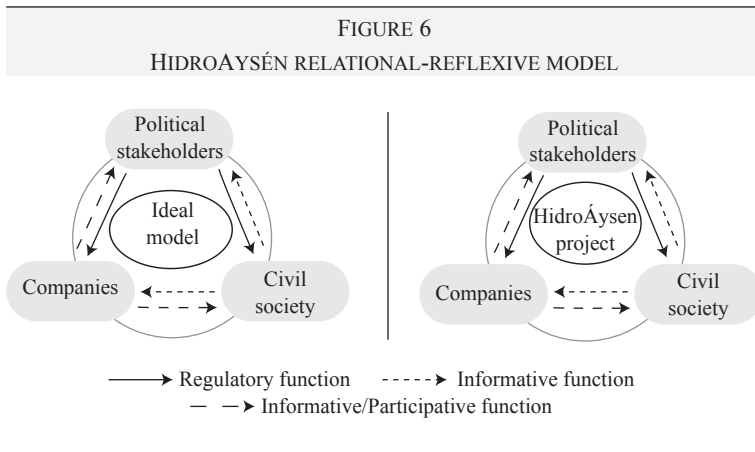 FIGURE 6
HIDROAYSÉN RELATIONAL-REFLEXIVE MODEL
Political
stakeholders
Ideal
model
Companies
Civil
society
Political
stakeholders
HidroÁysen
project
Companies
Civil
society
Regulatory function
Informative function
Informative/Participative function